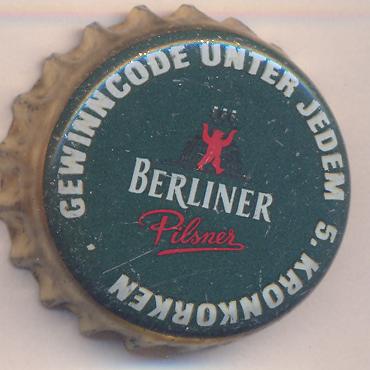 · GEWINNCODE UNTER JEDEM 5. KRONKORKEN
BERLINER
Pilsner